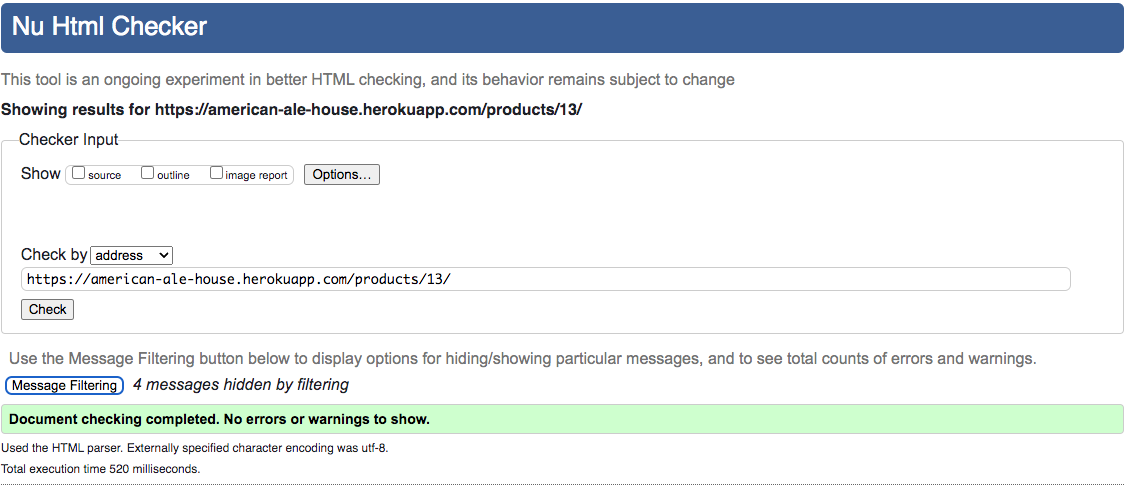 Nu Html Checker
This tool is an ongoing experiment in better HTML checking, and its behavior remains subject to change
Showing results for https://american-ale-house.herokuapp.com/products/13/
Checker Input
Show source outline image report Options...
Check by address
https://american-ale-house.herokuapp.com/products/13/
Check
Use the Message Filtering button below to display options for hiding/showing particular messages, and to see total counts of errors and warnings.
Message Filtering 4 messages hidden by filtering
Document checking completed. No errors or warnings to show.
Used the HTML parser. Externally specified character encoding was utf-8.
Total execution time 520 milliseconds.